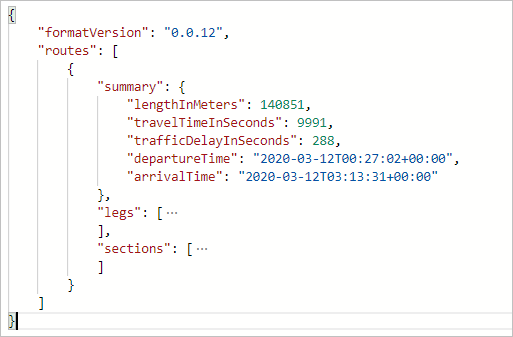 {
    "formatVersion": "0.0.12",
    "routes": [
        {
            "summary": {
                "lengthInMeters": 140851,
                "travelTimeInSeconds": 9991,
                "trafficDelayInSeconds": 288,
                "departureTime": "2020-03-12T00:27:02+00:00",
                "arrivalTime": "2020-03-12T03:13:31+00:00"
            },
            "legs": [ ···
            ],
            "sections": [ ···
            ]
        }
    ]
}